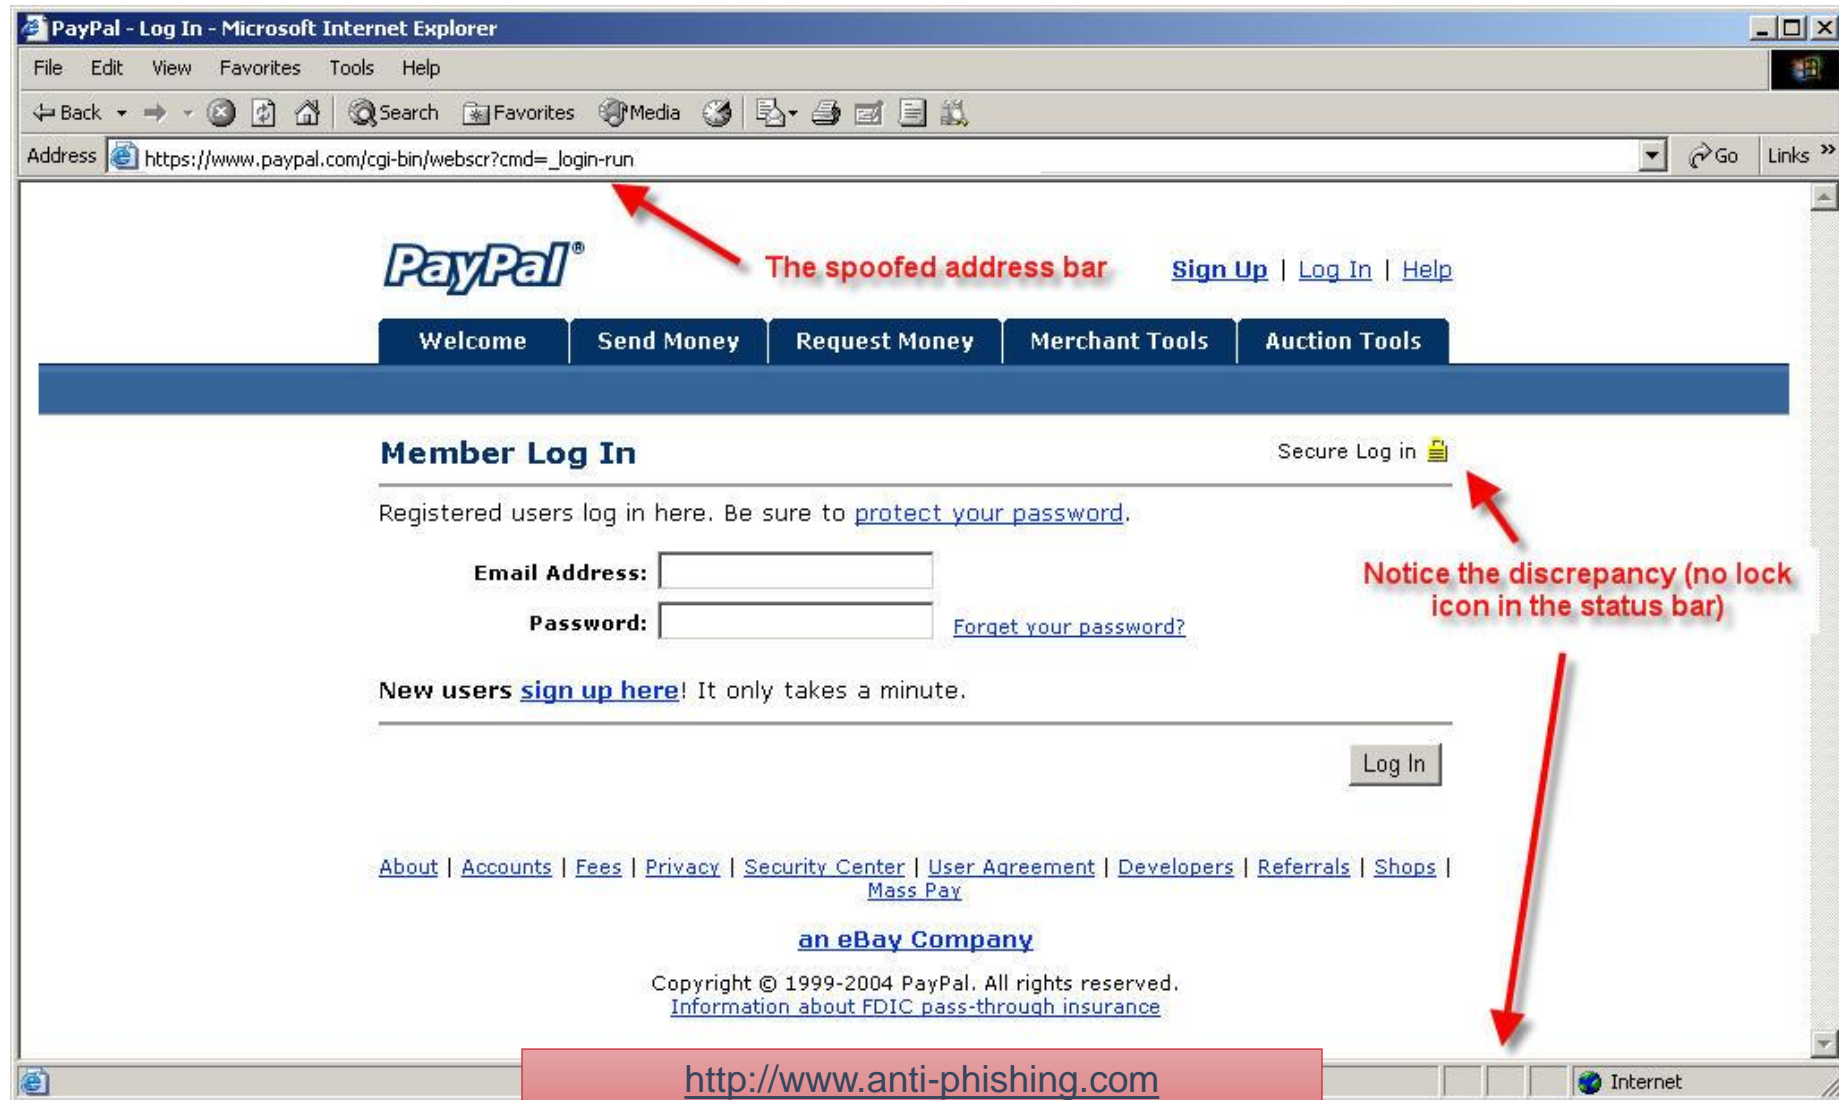 PayPal - Log In - Microsoft Internet Explorer
File Edit View Favorites Tools Help
Back Search Favorites Media
Address https://www.paypal.com/cgi-bin/webscr?cmd=_login-run Go Links »
PayPal®
The spoofed address bar
Sign Up | Log In | Help
Welcome Send Money Request Money Merchant Tools Auction Tools
Member Log In
Secure Log in
Registered users log in here. Be sure to protect your password.
Email Address:
Password:
Forget your password?
Notice the discrepancy (no lock
icon in the status bar)
New users sign up here! It only takes a minute.
Log In
About | Accounts | Fees | Privacy | Security Center | User Agreement | Developers | Referrals | Shops |
Mass Pay
an eBay Company
Copyright © 1999-2004 PayPal. All rights reserved.
Information about FDIC pass-through insurance
http://www.anti-phishing.com
Internet